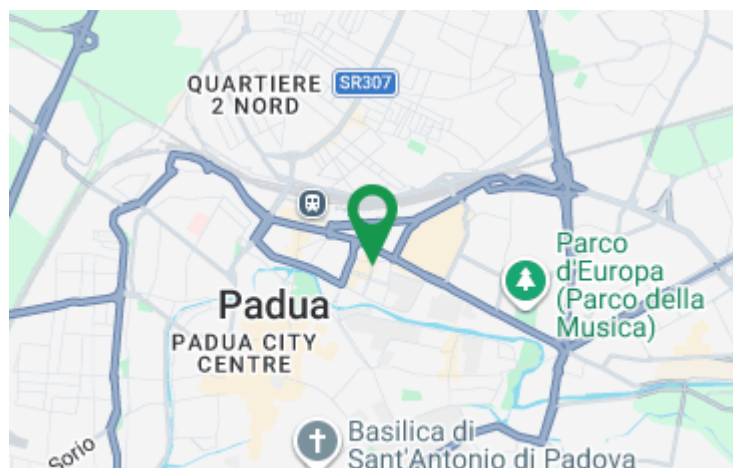 QUARTIERE
2 NORD
SR307
Parco
d'Europa
(Parco della
Musica)
Padua
PADUA CITY
CENTRE
Basilica di
Sant'Antonio di Padova
Sorio